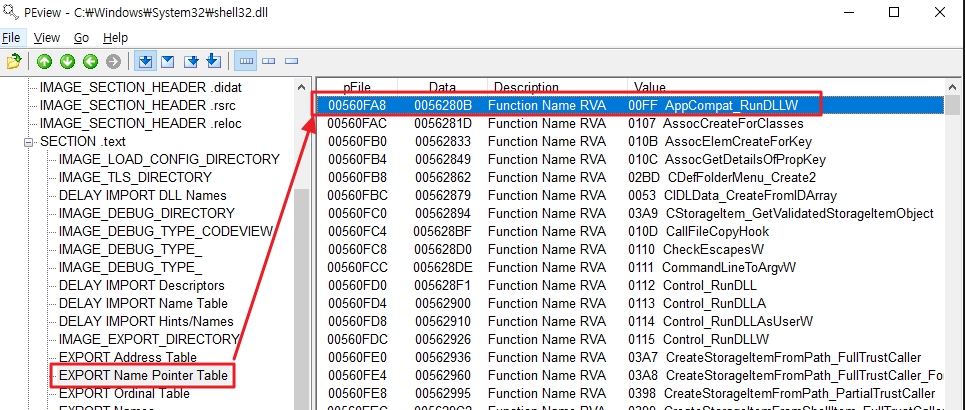 PEview - C:₩Windows₩System32₩shell32.dll
File View Go Help
IMAGE_SECTION_HEADER .didat
IMAGE_SECTION_HEADER .rsrc
IMAGE_SECTION_HEADER .reloc
SECTION .text
IMAGE_LOAD_CONFIG_DIRECTORY
IMAGE_TLS_DIRECTORY
DELAY IMPORT DLL Names
IMAGE_DEBUG_DIRECTORY
IMAGE_DEBUG_TYPE_CODEVIEW
IMAGE_DEBUG_TYPE_
IMAGE_DEBUG_TYPE_
DELAY IMPORT Descriptors
DELAY IMPORT Name Table
DELAY IMPORT Hints/Names
IMAGE_EXPORT_DIRECTORY
EXPORT Address Table
EXPORT Name Pointer Table
EXPORT Ordinal Table
EXPORT Names
pFile Data Description Value
00560FA8 0056280B Function Name RVA 00FF AppCompat_RunDLLW
00560FAC 0056281D Function Name RVA 0107 AssocCreateForClasses
00560FB0 00562833 Function Name RVA 010B AssocElemCreateForKey
00560FB4 00562849 Function Name RVA 010C AssocGetDetailsOfPropKey
00560FB8 00562862 Function Name RVA 02BD CDefFolderMenu_Create2
00560FBC 00562879 Function Name RVA 0053 CIDLData_CreateFromIDArray
00560FC0 00562894 Function Name RVA 03A9 CStorageItem_GetValidatedStorageItemObject
00560FC4 005628BF Function Name RVA 010D CallFileCopyHook
00560FC8 005628D0 Function Name RVA 0110 CheckEscapesW
00560FCC 005628DE Function Name RVA 0111 CommandLineToArgvW
00560FD0 005628F1 Function Name RVA 0112 Control_RunDLL
00560FD4 00562900 Function Name RVA 0113 Control_RunDLLA
00560FD8 00562910 Function Name RVA 0114 Control_RunDLLAsUserW
00560FDC 00562926 Function Name RVA 0115 Control_RunDLLW
00560FE0 00562936 Function Name RVA 03A7 CreateStorageItemFromPath_FullTrustCaller
00560FE4 00562960 Function Name RVA 03A8 CreateStorageItemFromPath_FullTrustCaller_Fo
00560FE8 00562995 Function Name RVA 0398 CreateStorageItemFromPath_PartialTrustCaller